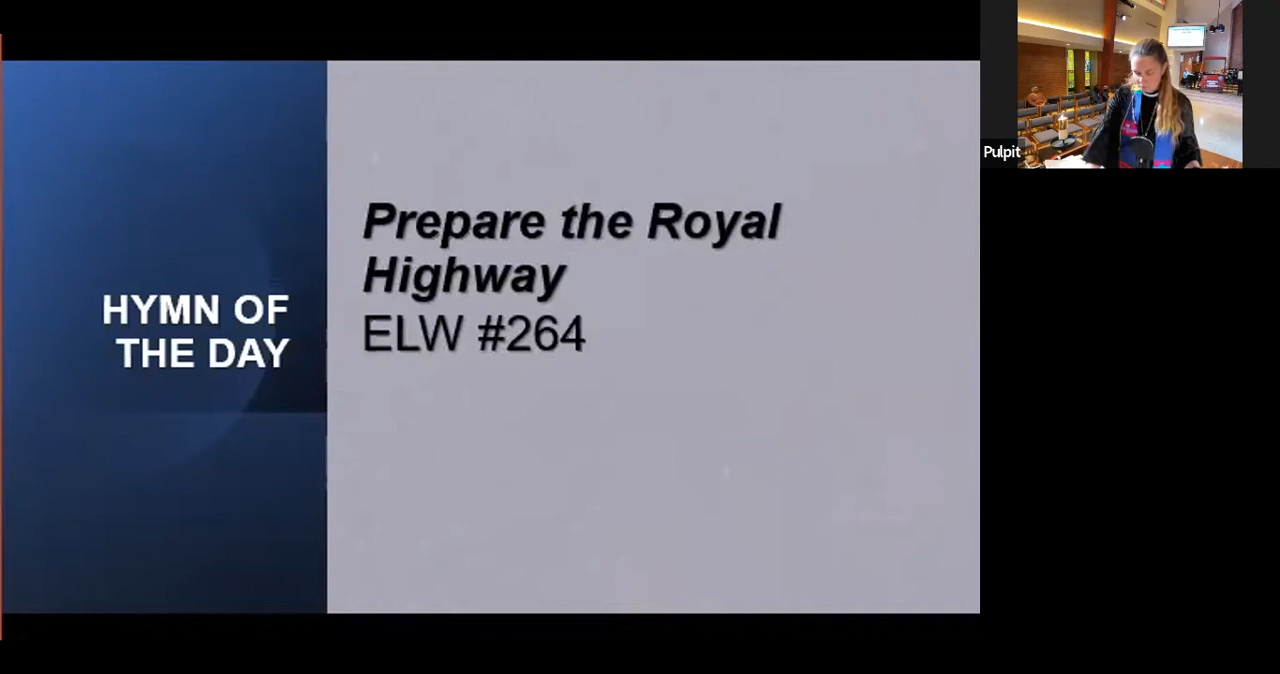 HYMN OF
THE DAY
Prepare the Royal
Highway
ELW #264
Pulpit